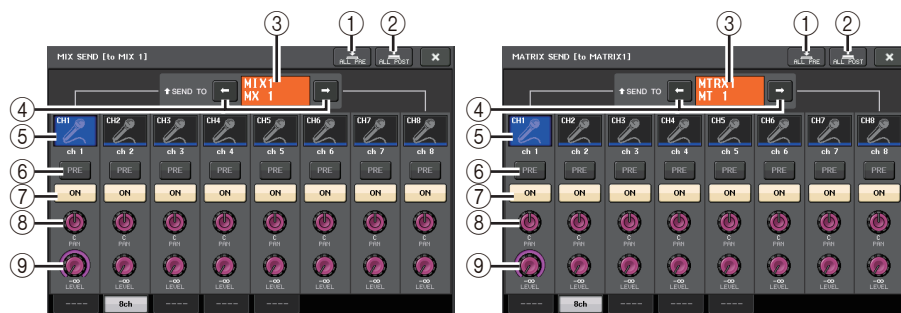 ① ② ③ ① ② ③
MIX SEND [to MIX 1] ALL PRE ALL POST × MATRIX SEND [to MATRIX1] ALL PRE ALL POST ×
④ SEND TO MIX1 ④ SEND TO MTRX1
MX 1 MT 1
⑤ CH1 CH2 CH3 CH4 CH5 CH6 CH7 CH8 ⑤ CH1 CH2 CH3 CH4 CH5 CH6 CH7 CH8
ch 1 ch 2 ch 3 ch 4 ch 5 ch 6 ch 7 ch 8 ch 1 ch 2 ch 3 ch 4 ch 5 ch 6 ch 7 ch 8
⑥ PRE PRE PRE PRE PRE PRE PRE PRE ⑥ PRE PRE PRE PRE PRE PRE PRE PRE
⑦ ON ON ON ON ON ON ON ON ⑦ ON ON ON ON ON ON ON ON
⑧ C C C C C C C C ⑧ C C C C C C C C
PAN PAN PAN PAN PAN PAN PAN PAN PAN PAN PAN PAN PAN PAN PAN PAN
⑨ -∞ -∞ -∞ -∞ -∞ -∞ -∞ -∞ ⑨ -∞ -∞ -∞ -∞ -∞ -∞ -∞ -∞
LEVEL LEVEL LEVEL LEVEL LEVEL LEVEL LEVEL LEVEL LEVEL LEVEL LEVEL LEVEL LEVEL LEVEL LEVEL LEVEL
---- 8ch ---- ---- ---- ---- 8ch ---- ---- ----